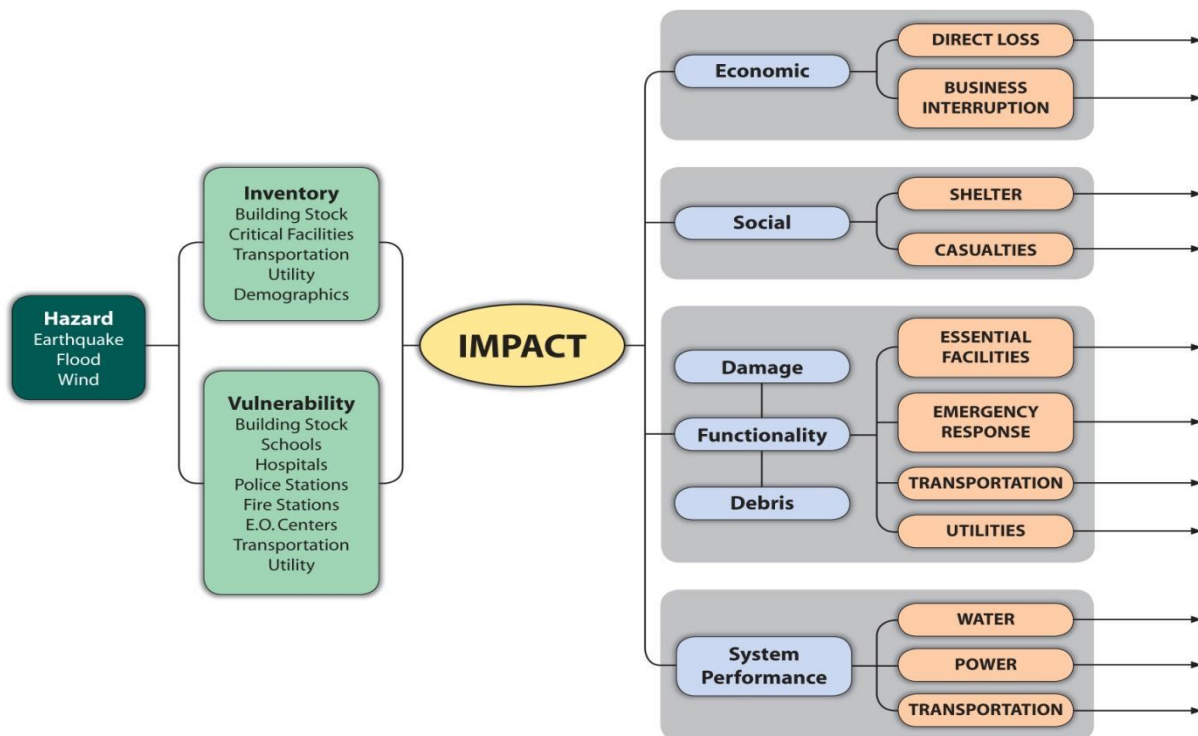 Hazard
Earthquake
Flood
Wind
Inventory
Building Stock
Critical Facilities
Transportation
Utility
Demographics
Vulnerability
Building Stock
Schools
Hospitals
Police Stations
Fire Stations
E.O. Centers
Transportation
Utility
IMPACT
Economic
DIRECT LOSS
BUSINESS
INTERRUPTION
Social
SHELTER
CASUALTIES
Damage
Functionality
Debris
ESSENTIAL
FACILITIES
EMERGENCY
RESPONSE
TRANSPORTATION
UTILITIES
System
Performance
WATER
POWER
TRANSPORTATION